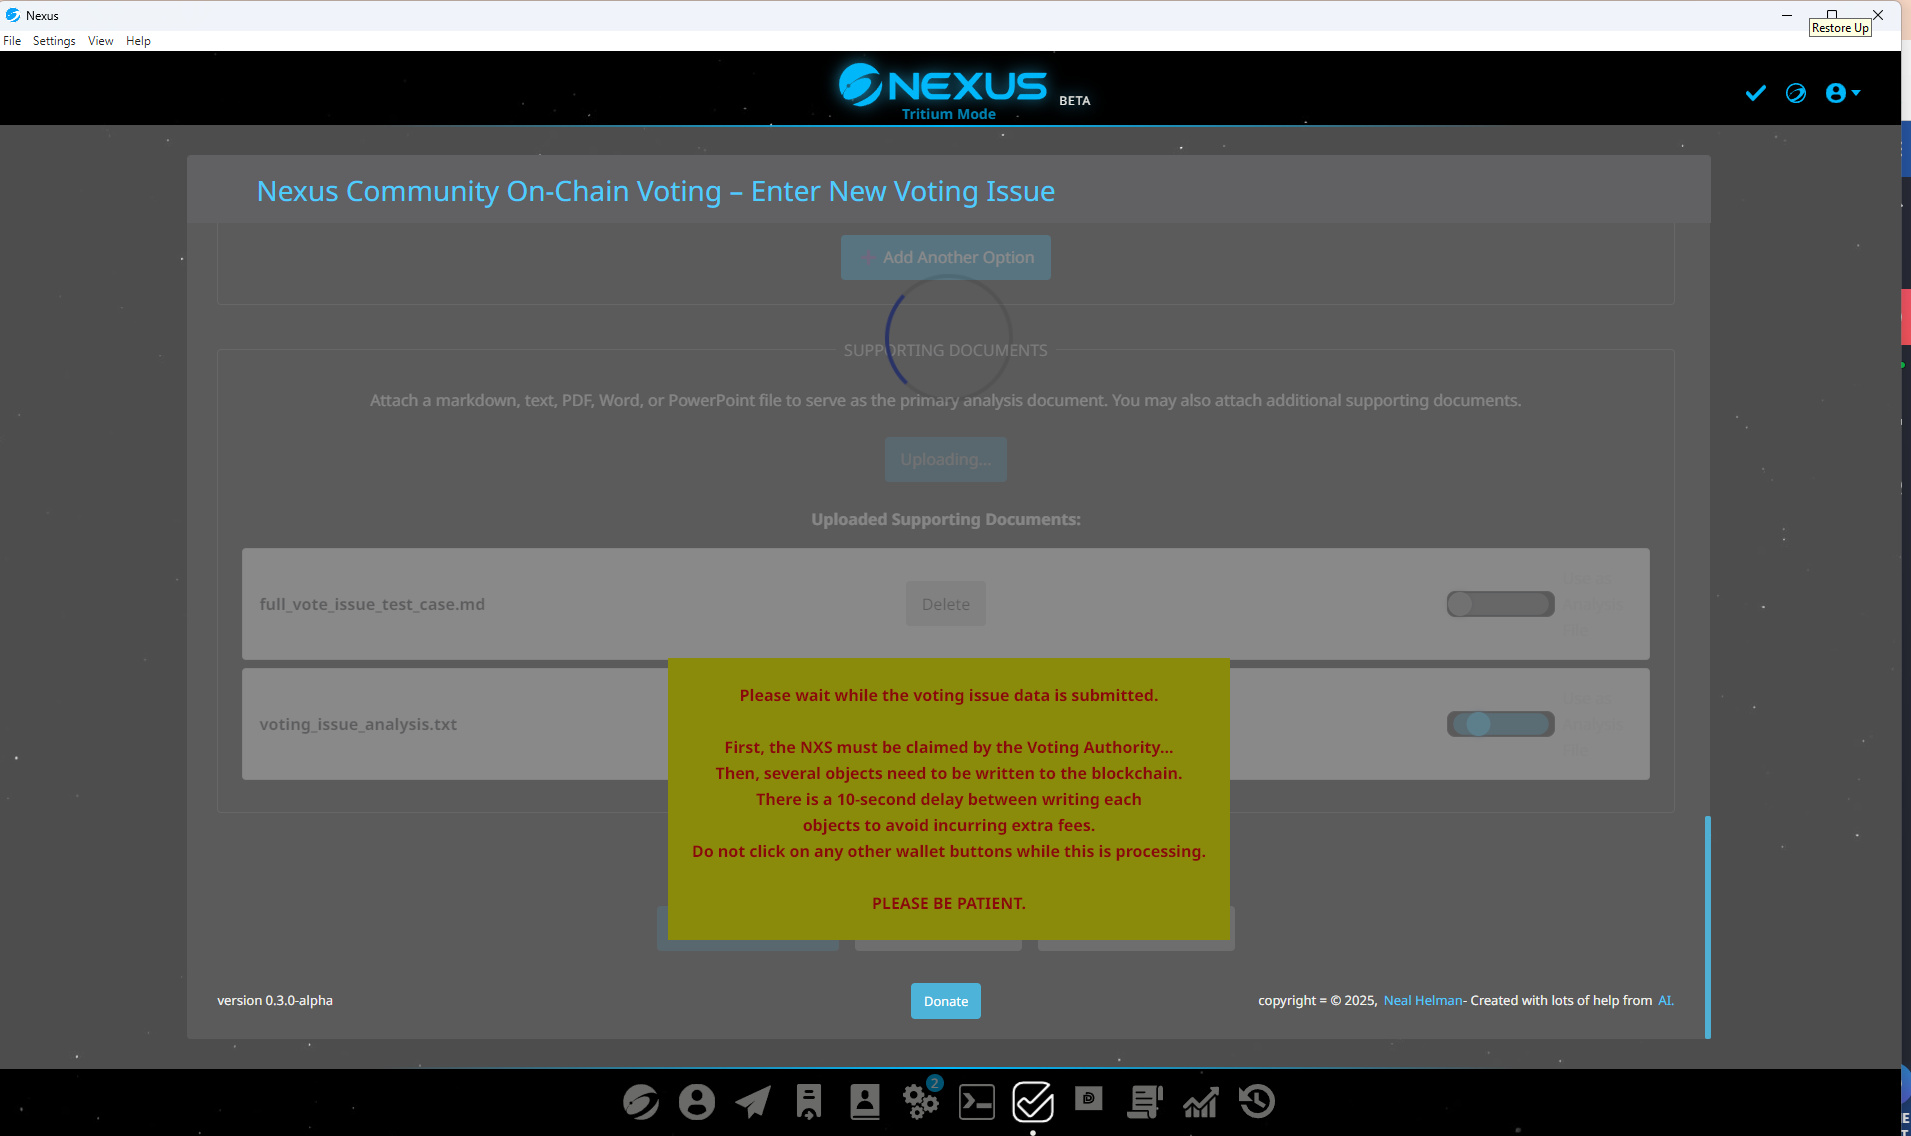 Nexus
Restore Up
File Settings View Help
NEXUS
BETA
Tritium Mode
Nexus Community On-Chain Voting – Enter New Voting Issue
Add Another Option
SUPPORTING DOCUMENTS
Attach a markdown, text, PDF, Word, or PowerPoint file to serve as the primary analysis document. You may also attach additional supporting documents.
Uploading...
Uploaded Supporting Documents:
full_vote_issue_test_case.md
Delete
voting_issue_analysis.txt
Please wait while the voting issue data is submitted.
First, the NXS must be claimed by the Voting Authority...
Then, several objects need to be written to the blockchain.
There is a 10-second delay between writing each
objects to avoid incurring extra fees.
Do not click on any other wallet buttons while this is processing.
PLEASE BE PATIENT.
version 0.3.0-alpha
Donate
copyright = © 2025, Neal Helman- Created with lots of help from AI.
2